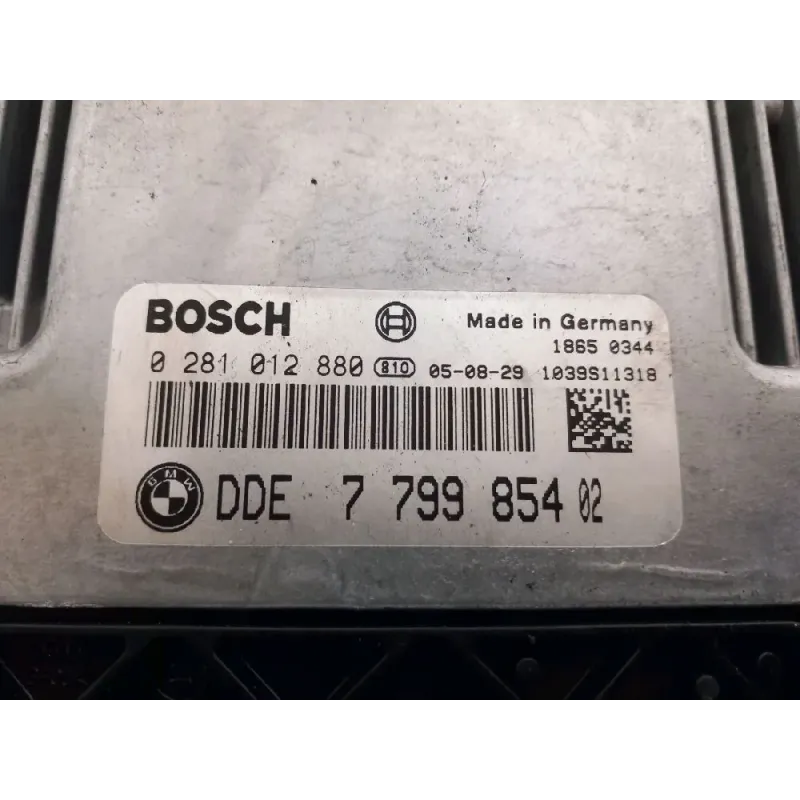 BOSCH Made in Germany
1865 0344
0 281 012 880 810 05-08-29 1039S11318
BMW DDE 7 799 854 02